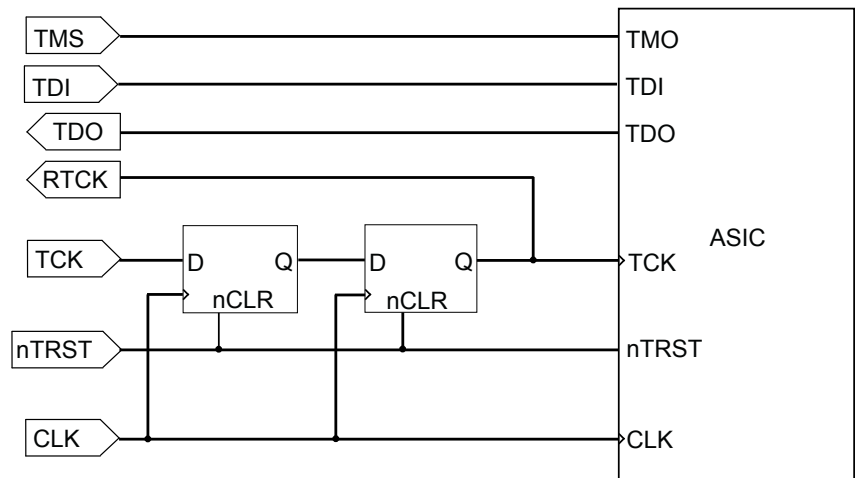 TMS
TMO
TDI
TDI
TDO
TDO
RTCK
ASIC
TCK
D
Q
nCLR
D
Q
nCLR
TCK
nTRST
nTRST
CLK
CLK